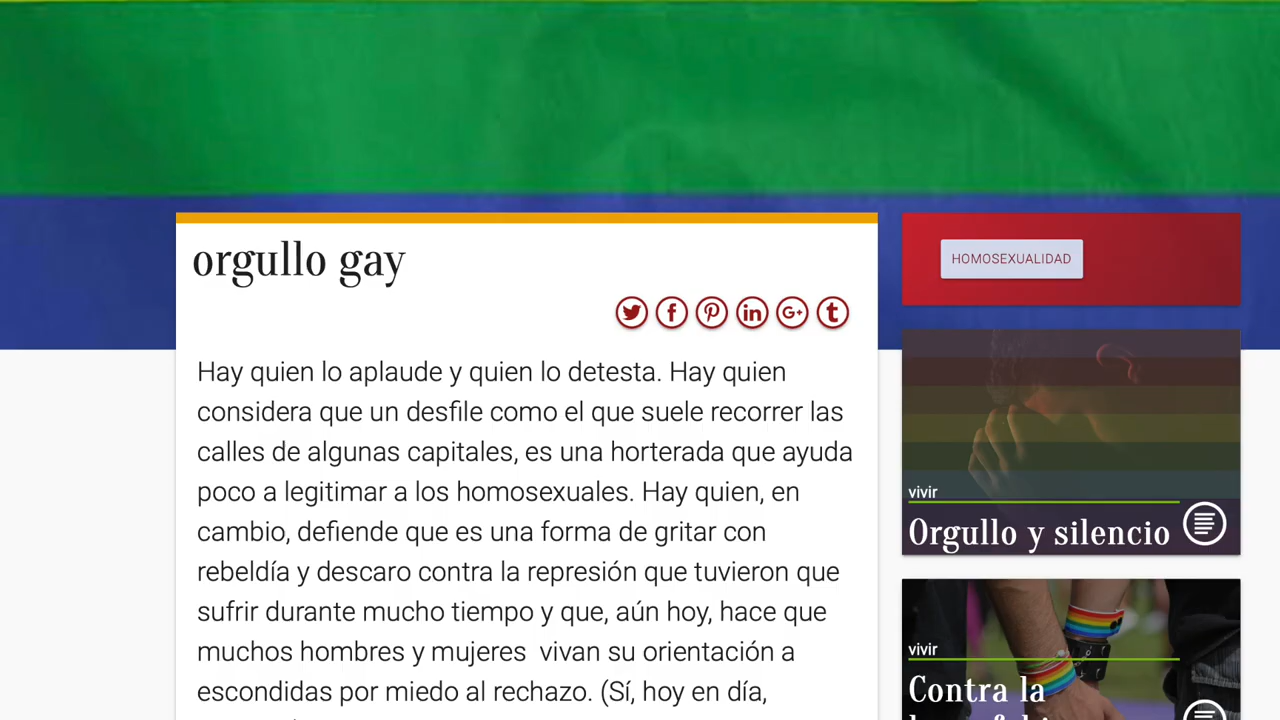 orgullo gay
Hay quien lo aplaude y quien lo detesta. Hay quien
considera que un desfile como el que suele recorrer las
calles de algunas capitales, es una horterada que ayuda
poco a legitimar a los homosexuales. Hay quien, en
cambio, defiende que es una forma de gritar con
rebeldía y descaro contra la represión que tuvieron que
sufrir durante mucho tiempo y que, aún hoy, hace que
muchos hombres y mujeres  vivan su orientación a
escondidas por miedo al rechazo. (Sí, hoy en día,
HOMOSEXUALIDAD
vivir
Orgullo y silencio
vivir
Contra la